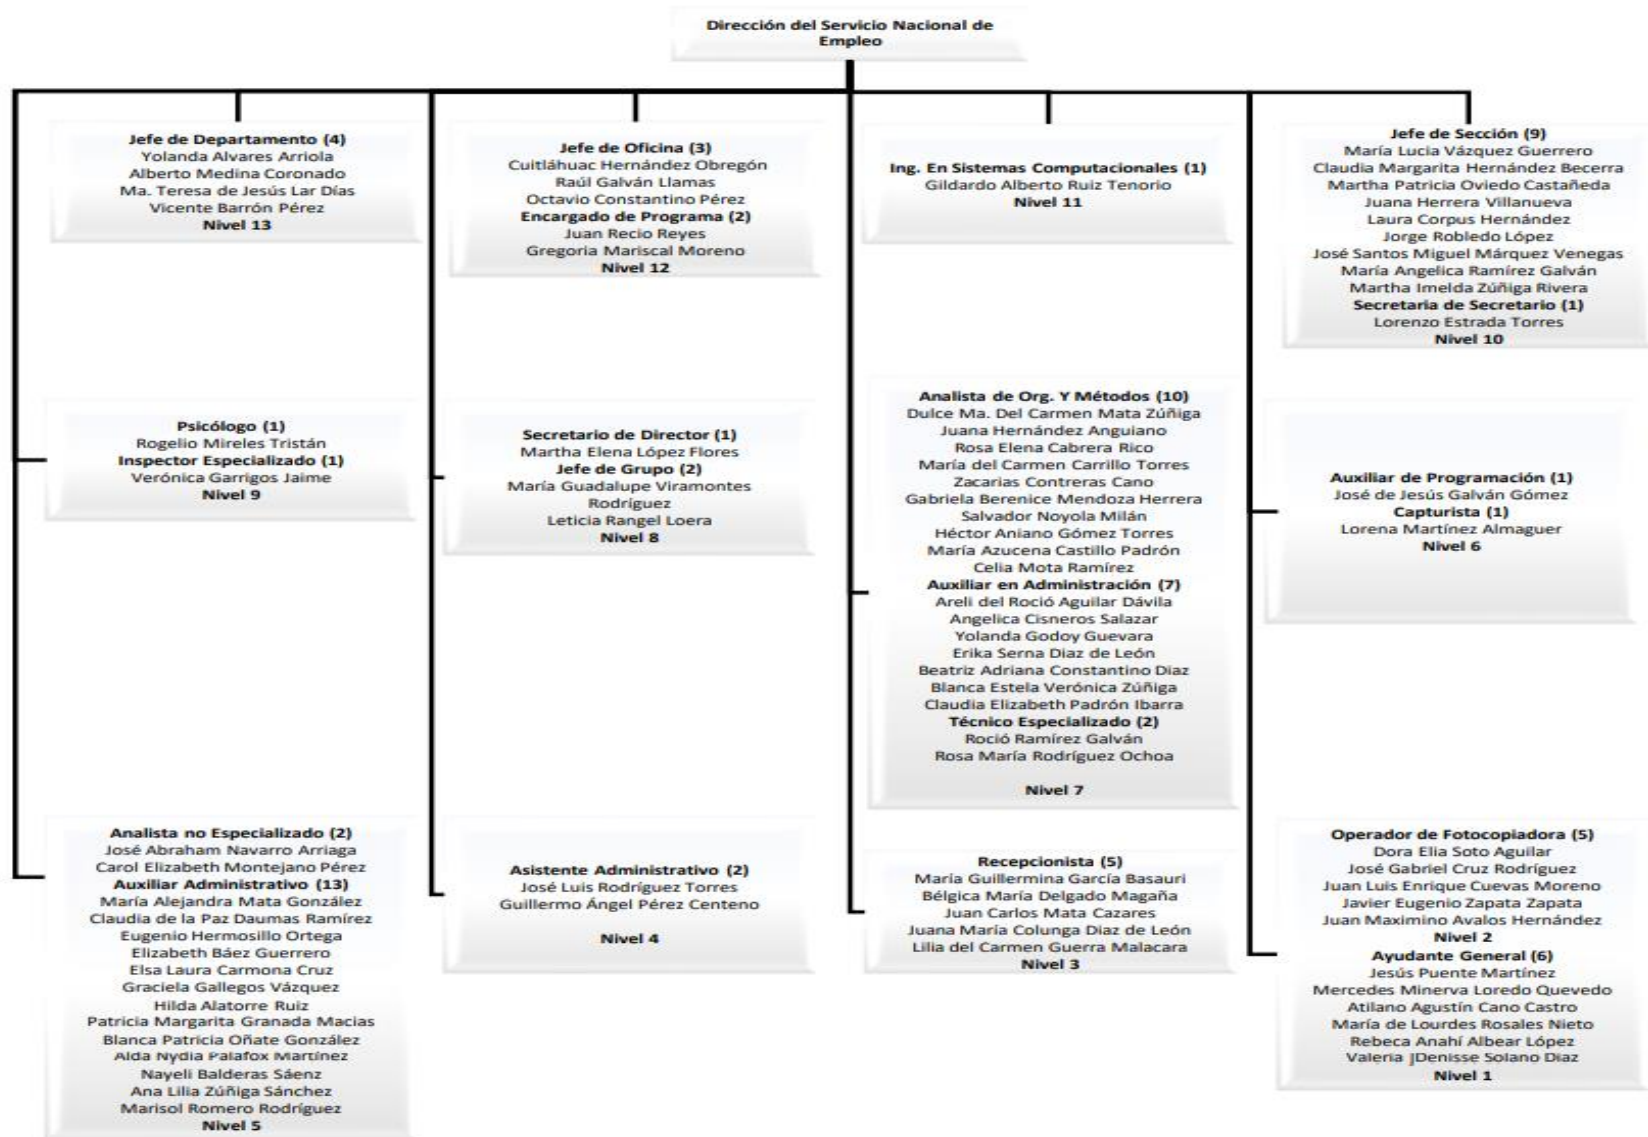 Dirección del Servicio Nacional de
Empleo
Jefe de Departamento (4)
Yolanda Alvares Arriola
Alberto Medina Coronado
Ma. Teresa de Jesús Lar Días
Vicente Barrón Pérez
Nivel 13
Jefe de Oficina (3)
Cuitláhuac Hernández Obregón
Raúl Galván Llamas
Octavio Constantino Pérez
Encargado de Programa (2)
Juan Recio Reyes
Gregoria Mariscal Moreno
Nivel 12
Ing. En Sistemas Computacionales (1)
Gildardo Alberto Ruiz Tenorio
Nivel 11
Jefe de Sección (9)
María Lucia Vázquez Guerrero
Claudia Margarita Hernández Becerra
Martha Patricia Oviedo Castañeda
Juana Herrera Villanueva
Laura Corpus Hernández
Jorge Robledo López
José Santos Miguel Márquez Venegas
María Angelica Ramírez Galván
Martha Imelda Zúñiga Rivera
Secretaria de Secretario (1)
Lorenzo Estrada Torres
Nivel 10
Psicólogo (1)
Rogelio Mireles Tristán
Inspector Especializado (1)
Verónica Garrigos Jaime
Nivel 9
Secretario de Director (1)
Martha Elena López Flores
Jefe de Grupo (2)
María Guadalupe Viramontes
Rodríguez
Leticia Rangel Loera
Nivel 8
Analista de Org. Y Métodos (10)
Dulce Ma. Del Carmen Mata Zúñiga
Juana Hernández Anguiano
Rosa Elena Cabrera Rico
María del Carmen Carrillo Torres
Zacarias Contreras Cano
Gabriela Berenice Mendoza Herrera
Salvador Noyola Milán
Héctor Aniano Gómez Torres
María Azucena Castillo Padrón
Celia Mota Ramírez
Auxiliar en Administración (7)
Areli del Roció Aguilar Dávila
Angelica Cisneros Salazar
Yolanda Godoy Guevara
Erika Serna Diaz de León
Beatriz Adriana Constantino Diaz
Blanca Estela Verónica Zúñiga
Claudia Elizabeth Padrón Ibarra
Técnico Especializado (2)
Roció Ramírez Galván
Rosa María Rodríguez Ochoa
Nivel 7
Auxiliar de Programación (1)
José de Jesús Galván Gómez
Capturista (1)
Lorena Martínez Almaguer
Nivel 6
Analista no Especializado (2)
José Abraham Navarro Arriaga
Carol Elizabeth Montejano Pérez
Auxiliar Administrativo (13)
María Alejandra Mata González
Claudia de la Paz Daumas Ramírez
Eugenio Hermosillo Ortega
Elizabeth Báez Guerrero
Elsa Laura Carmona Cruz
Graciela Gallegos Vázquez
Hilda Alatorre Ruiz
Patricia Margarita Granada Macias
Blanca Patricia Oñate González
Alda Nydia Palafox Martínez
Nayeli Balderas Sáenz
Ana Lilia Zúñiga Sánchez
Marisol Romero Rodríguez
Nivel 5
Asistente Administrativo (2)
José Luis Rodríguez Torres
Guillermo Ángel Pérez Centeno
Nivel 4
Recepcionista (5)
María Guillermina García Basauri
Bélgica María Delgado Magaña
Juan Carlos Mata Cazares
Juana María Colunga Diaz de León
Lilia del Carmen Guerra Malacara
Nivel 3
Operador de Fotocopiadora (5)
Dora Elia Soto Aguilar
José Gabriel Cruz Rodríguez
Juan Luis Enrique Cuevas Moreno
Javier Eugenio Zapata Zapata
Juan Maximino Avalos Hernández
Nivel 2
Ayudante General (6)
Jesús Puente Martínez
Mercedes Minerva Loredo Quevedo
Atilano Agustín Cano Castro
María de Lourdes Rosales Nieto
Rebeca Anahí Albear López
Valeria JDenisse Solano Diaz
Nivel 1